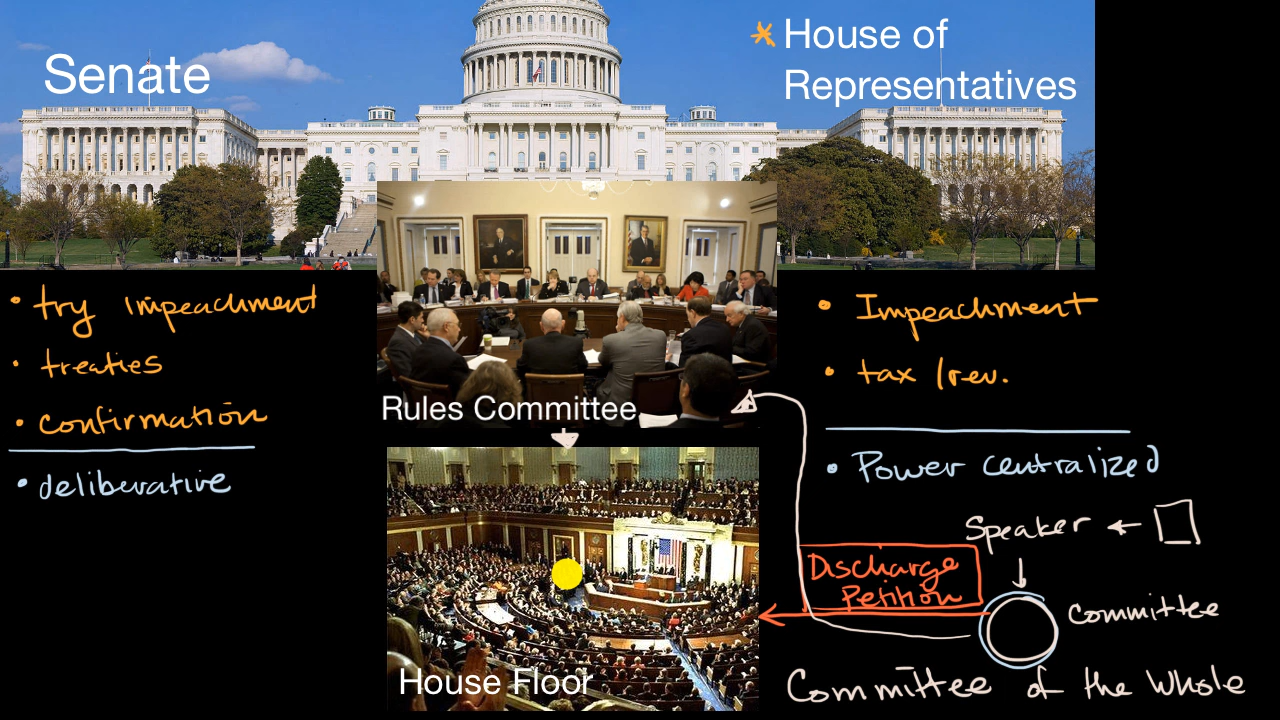 Senate
* House of
Representatives
• try impeachment
• treaties
• confirmation
• deliberative
Rules Committee
House Floor
• Impeachment
• tax/rev.
• Power centralized
Speaker ←
Discharge
Petition
Committee
Committee of the Whole